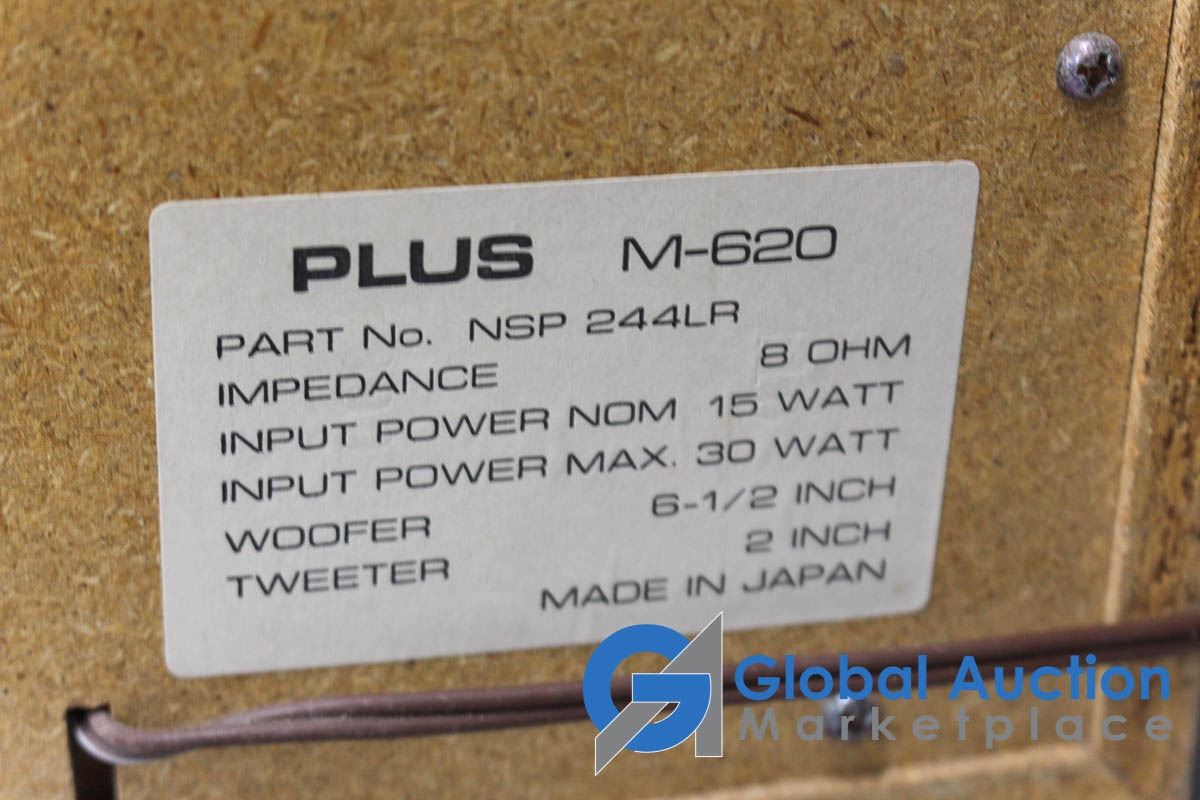 PLUS M-620
PART No. NSP 244LR
IMPEDANCE 8 OHM
INPUT POWER NOM 15 WATT
INPUT POWER MAX. 30 WATT
WOOFER 6-1/2 INCH
TWEETER 2 INCH
MADE IN JAPAN
GA Global Auction
Marketplace